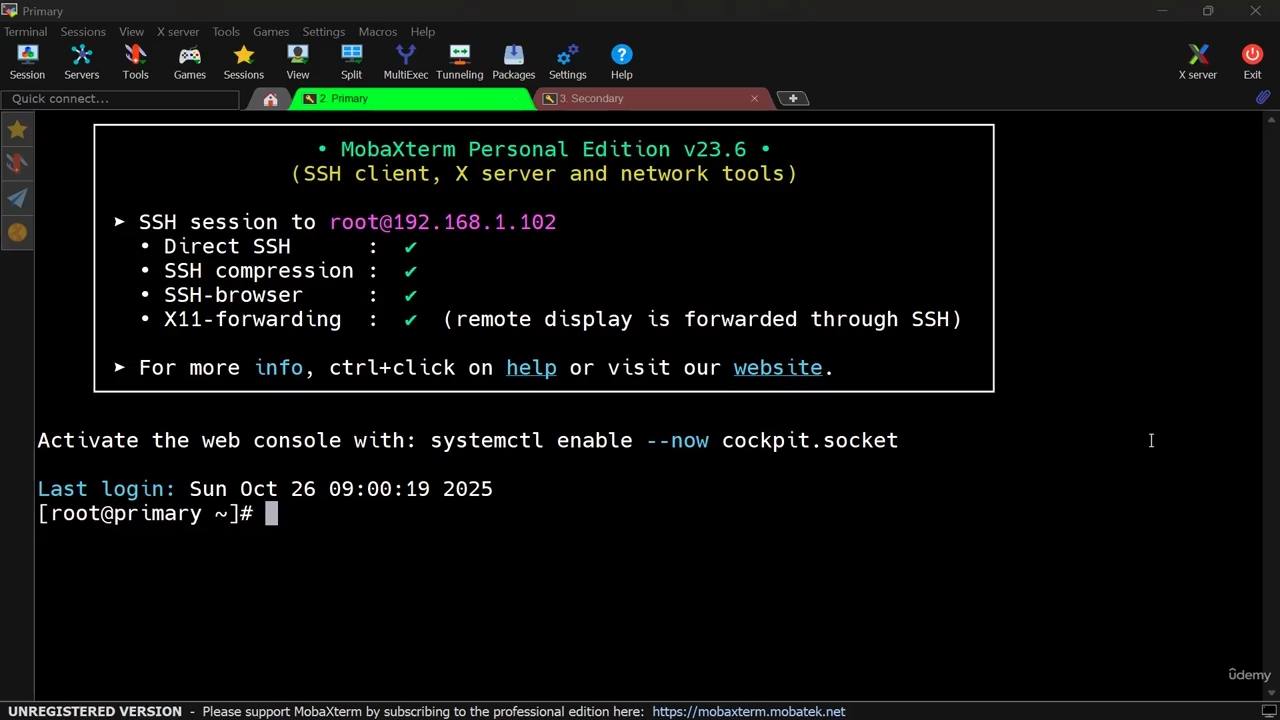 Primary
Terminal Sessions View X server Tools Games Settings Macros Help
Session Servers Tools Games Sessions View Split MultiExec Tunneling Packages Settings Help X server Exit
Quick connect... 2. Primary 3. Secondary
• MobaXterm Personal Edition v23.6 •
(SSH client, X server and network tools)
➤ SSH session to root@192.168.1.102
• Direct SSH : ✔
• SSH compression : ✔
• SSH-browser : ✔
• X11-forwarding : ✔ (remote display is forwarded through SSH)
➤ For more info, ctrl+click on help or visit our website.
Activate the web console with: systemctl enable --now cockpit.socket
Last login: Sun Oct 26 09:00:19 2025
[root@primary ~]#
ûdemy
UNREGISTERED VERSION - Please support MobaXterm by subscribing to the professional edition here: https://mobaxterm.mobatek.net